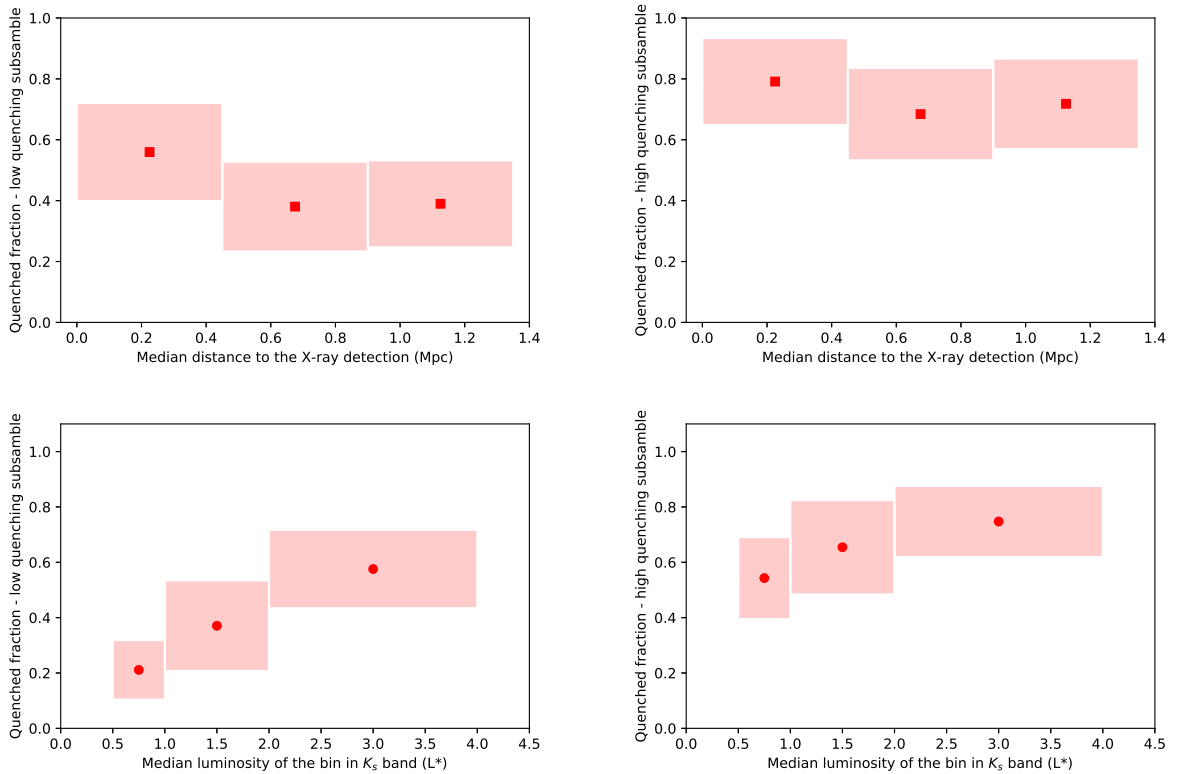 Quenched fraction - low quenching subsamble
1.0
0.8
0.6
0.4
0.2
0.0
0.0 0.2 0.4 0.6 0.8 1.0 1.2 1.4
Median distance to the X-ray detection (Mpc)
Quenched fraction - high quenching subsamble
1.0
0.8
0.6
0.4
0.2
0.0
0.0 0.2 0.4 0.6 0.8 1.0 1.2 1.4
Median distance to the X-ray detection (Mpc)
Quenched fraction - low quenching subsamble
1.0
0.8
0.6
0.4
0.2
0.0
0.0 0.5 1.0 1.5 2.0 2.5 3.0 3.5 4.0 4.5
Median luminosity of the bin in K_s band (L*)
Quenched fraction - high quenching subsamble
1.0
0.8
0.6
0.4
0.2
0.0
0.0 0.5 1.0 1.5 2.0 2.5 3.0 3.5 4.0 4.5
Median luminosity of the bin in K_s band (L*)